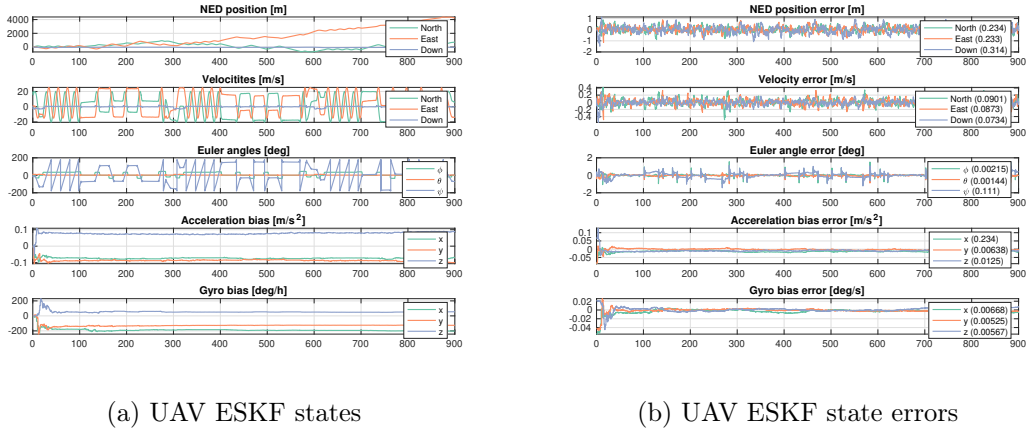 NED position [m]
4000
2000
0
North
East
Down
0 100 200 300 400 500 600 700 800 900
Velocitites [m/s]
20
0
-20
North
East
Down
0 100 200 300 400 500 600 700 800 900
Euler angles [deg]
200
0
-200
ϕ
θ
ψ
0 100 200 300 400 500 600 700 800 900
Acceleration bias [m/s²]
0.1
0
-0.1
x
y
z
0 100 200 300 400 500 600 700 800 900
Gyro bias [deg/h]
200
0
-200
x
y
z
0 100 200 300 400 500 600 700 800 900
(a) UAV ESKF states
NED position error [m]
1
0
-1
-2
North (0.234)
East (0.233)
Down (0.314)
0 100 200 300 400 500 600 700 800 900
Velocity error [m/s]
0.4
0.2
-0
-0.4
North (0.0901)
East (0.0873)
Down (0.0734)
0 100 200 300 400 500 600 700 800 900
Euler angle error [deg]
2
0
-2
ϕ (0.00215)
θ (0.00144)
ψ (0.111)
0 100 200 300 400 500 600 700 800 900
Accerelation bias error [m/s²]
0.1
0.05
-0.05
x (0.234)
y (0.00638)
z (0.0125)
0 100 200 300 400 500 600 700 800 900
Gyro bias error [deg/s]
0.02
0
-0.02
-0.04
x (0.00668)
y (0.00525)
z (0.00567)
0 100 200 300 400 500 600 700 800 900
(b) UAV ESKF state errors